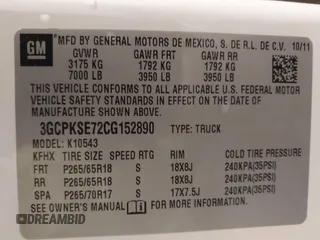 GM
MFD BY GENERAL MOTORS DE MEXICO, S. DE R.L. DE C.V. 10/11
GVWR GAWR FRT GAWR RR
3175 KG 1792 KG 1792 KG
7000 LB 3950 LB 3950 LB
THIS VEHICLE CONFORMS TO ALL APPLICABLE U.S. FEDERAL MOTOR
VEHICLE SAFETY STANDARDS IN EFFECT ON THE DATE OF
MANUFACTURE SHOWN ABOVE.
3GCPKSE72CG152890 TYPE: TRUCK
MODEL: K10543
KFHX TIRE SIZE SPEED RTG RIM COLD TIRE PRESSURE
FRT P265/65R18 S 18X8J 240KPA(35PSI)
RR P265/65R18 S 18X8J 240KPA(35PSI)
SPA P265/70R17 S 17X7.5J 240KPA(35PSI)
SEE OWNER'S MANUAL FOR MORE INFORMATION.
DREAMBID